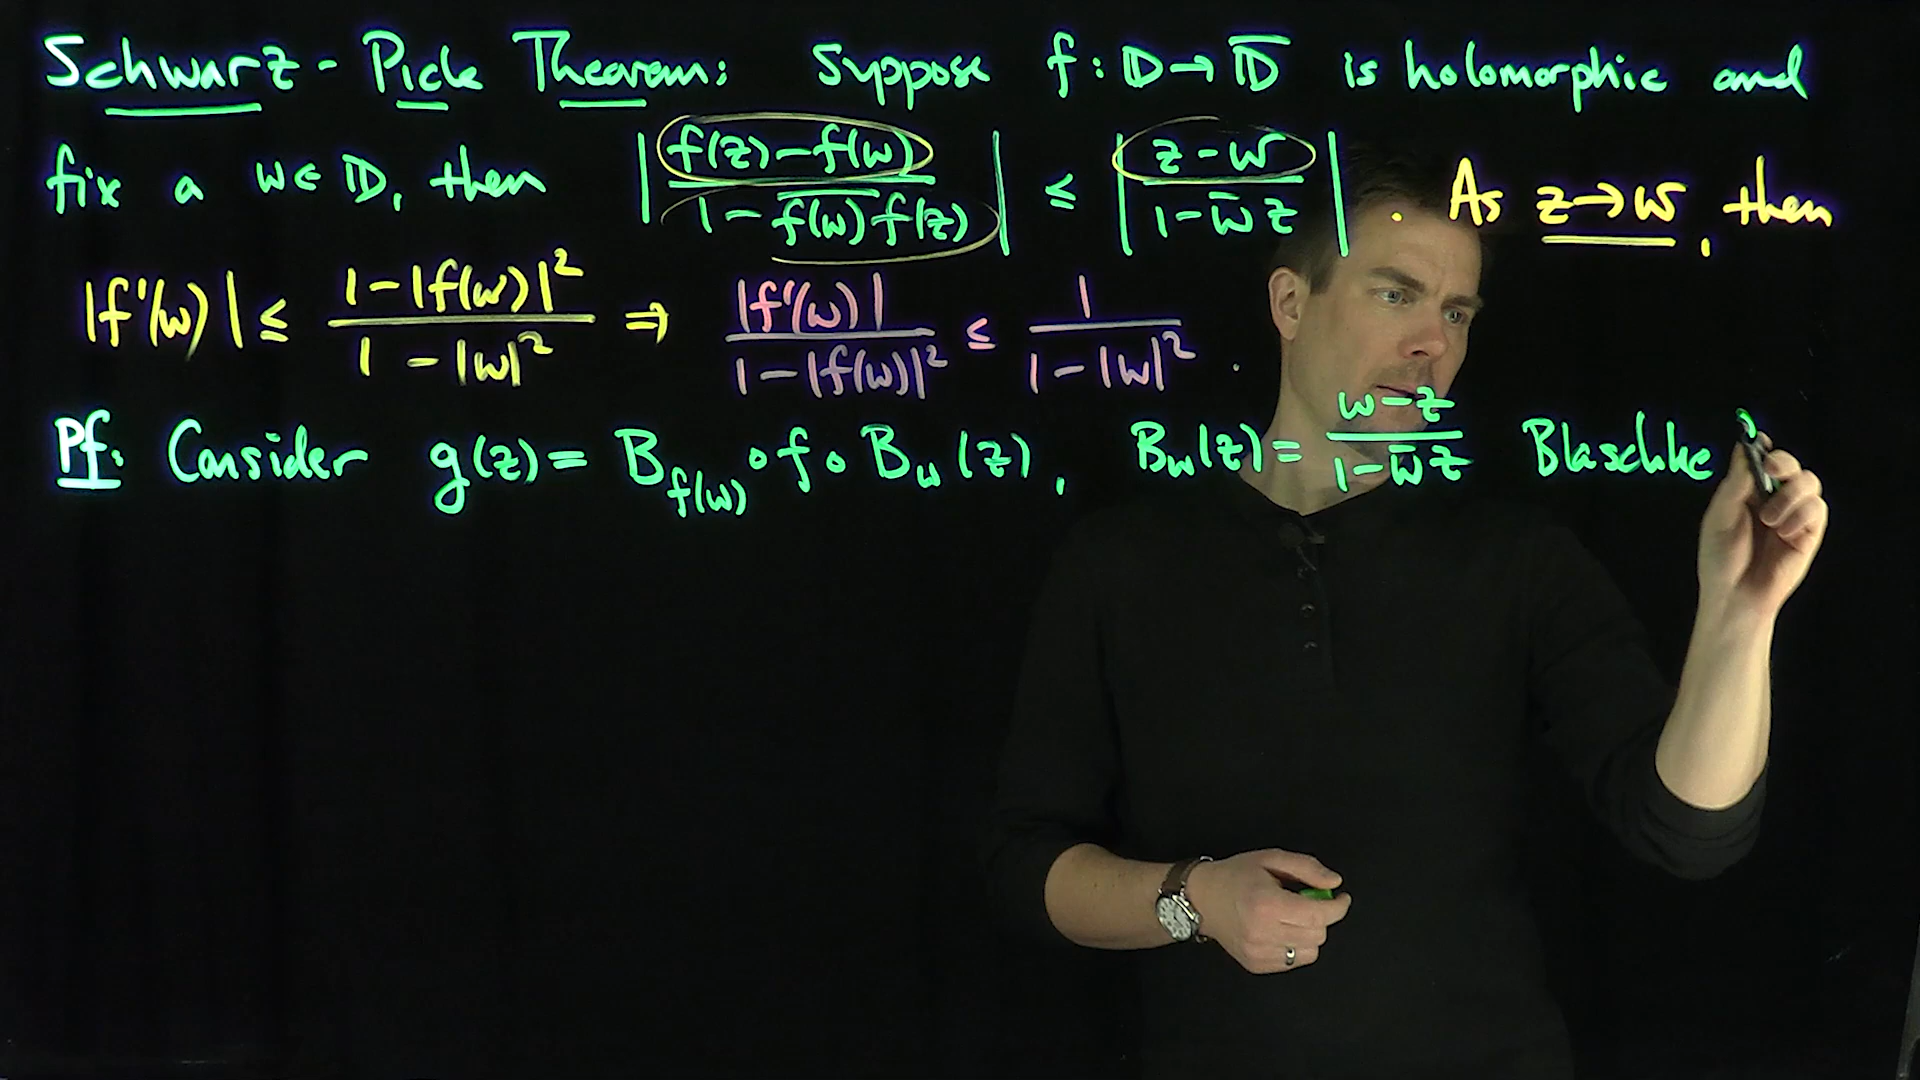 Schwarz-Pick Theorem: Suppose f: 𝔻→𝔻̅ is holomorphic and
fix a w∈𝔻, then |(f(z)-f(w))/(1-\overline{f(w)}f(z))| ≤ |(z-w)/(1-w̅z)|. As z→w, then
|f'(w)| ≤ (1-|f(w)|²)/(1-|w|²) ⇒ |f'(w)|/(1-|f(w)|²) ≤ 1/(1-|w|²).
Pf: Consider g(z) = B_{f(w)}∘f∘B_w(z), B_w(z) = (w-z)/(1-w̅z) Blaschke